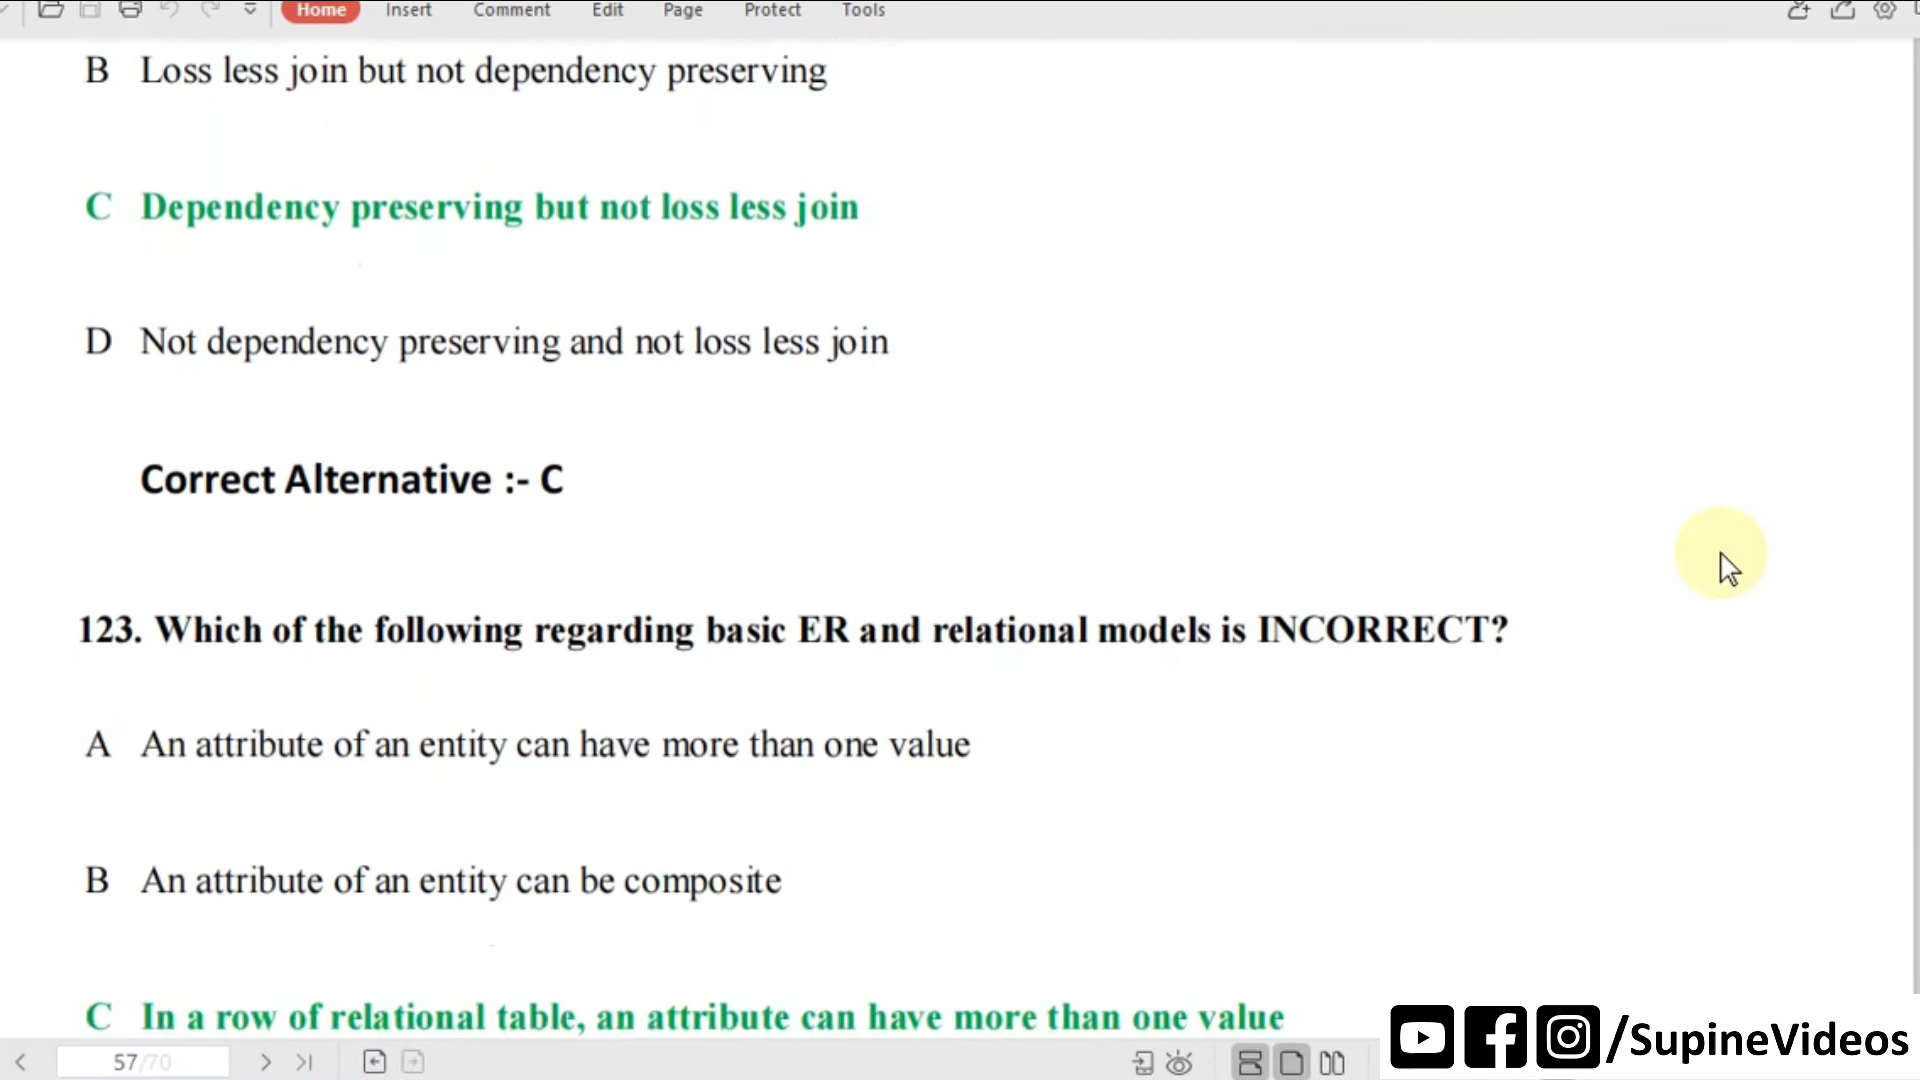 Home Insert Comment Edit Page Protect Tools
B Loss less join but not dependency preserving
C Dependency preserving but not loss less join
D Not dependency preserving and not loss less join
Correct Alternative :- C
123. Which of the following regarding basic ER and relational models is INCORRECT?
A An attribute of an entity can have more than one value
B An attribute of an entity can be composite
C In a row of relational table, an attribute can have more than one value
57/70
/SupineVideos